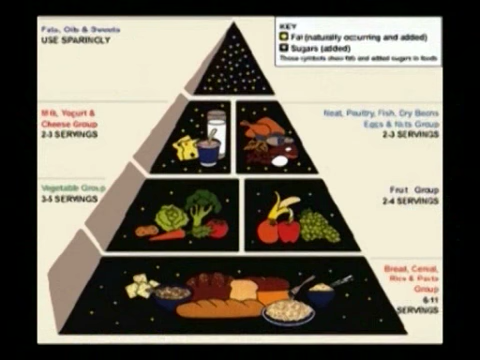 Fats, Oils & Sweets
USE SPARINGLY
KEY
Fat (naturally occurring and added)
Sugars (added)
These symbols show fats and added sugars in foods
Milk, Yogurt &
Cheese Group
2-3 SERVINGS
Meat, Poultry, Fish, Dry Beans
Eggs & Nuts Group
2-3 SERVINGS
Vegetable Group
3-5 SERVINGS
Fruit Group
2-4 SERVINGS
Bread, Cereal,
Rice & Pasta
Group
6-11
SERVINGS